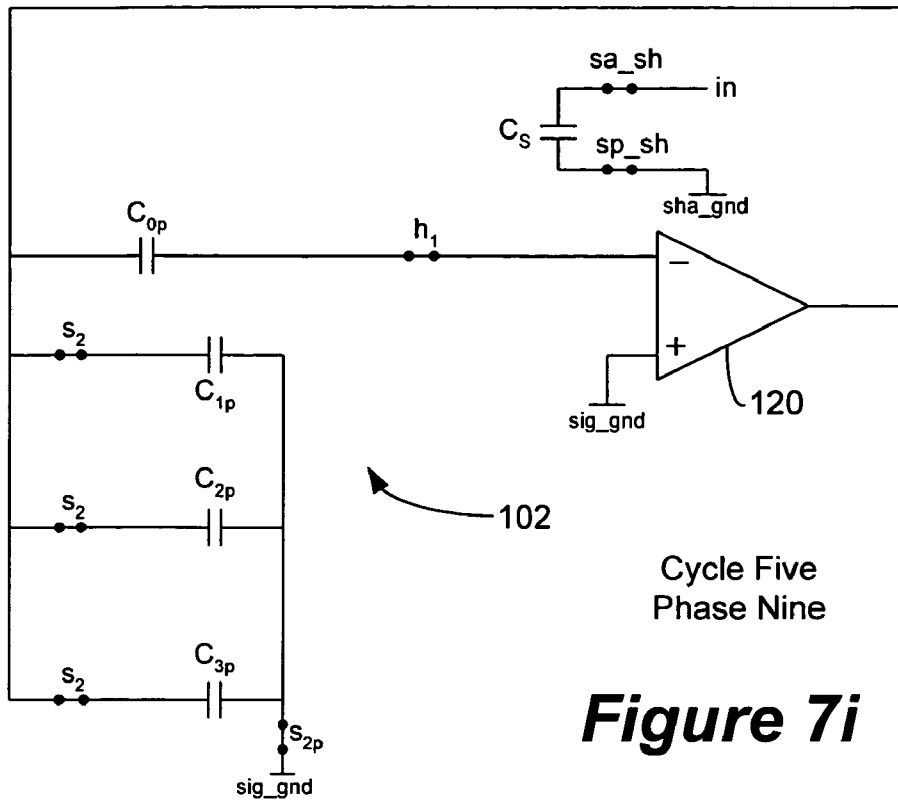 sa_sh
in
C_S
sp_sh
sha_gnd
C_0p
h_1
−
s_2
C_1p
+
sig_gnd
120
C_2p
s_2
102
Cycle Five
Phase Nine
C_3p
s_2
s_2p
sig_gnd
Figure 7i